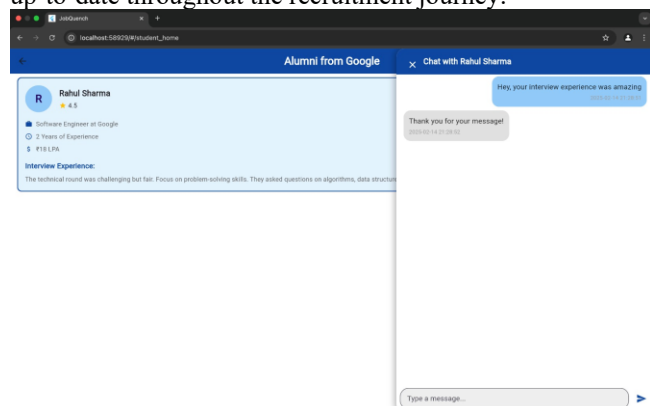 up-to-date throughout the recruitment journey.
JobQuench
localhost:58929/#/student_home
Alumni from Google
Chat with Rahul Sharma
R
Rahul Sharma
4.5
Software Engineer at Google
2 Years of Experience
$ ₹18 LPA
Interview Experience:
The technical round was challenging but fair. Focus on problem-solving skills. They asked questions on algorithms, data structur
Hey, your interview experience was amazing
Thank you for your message!
Type a message...